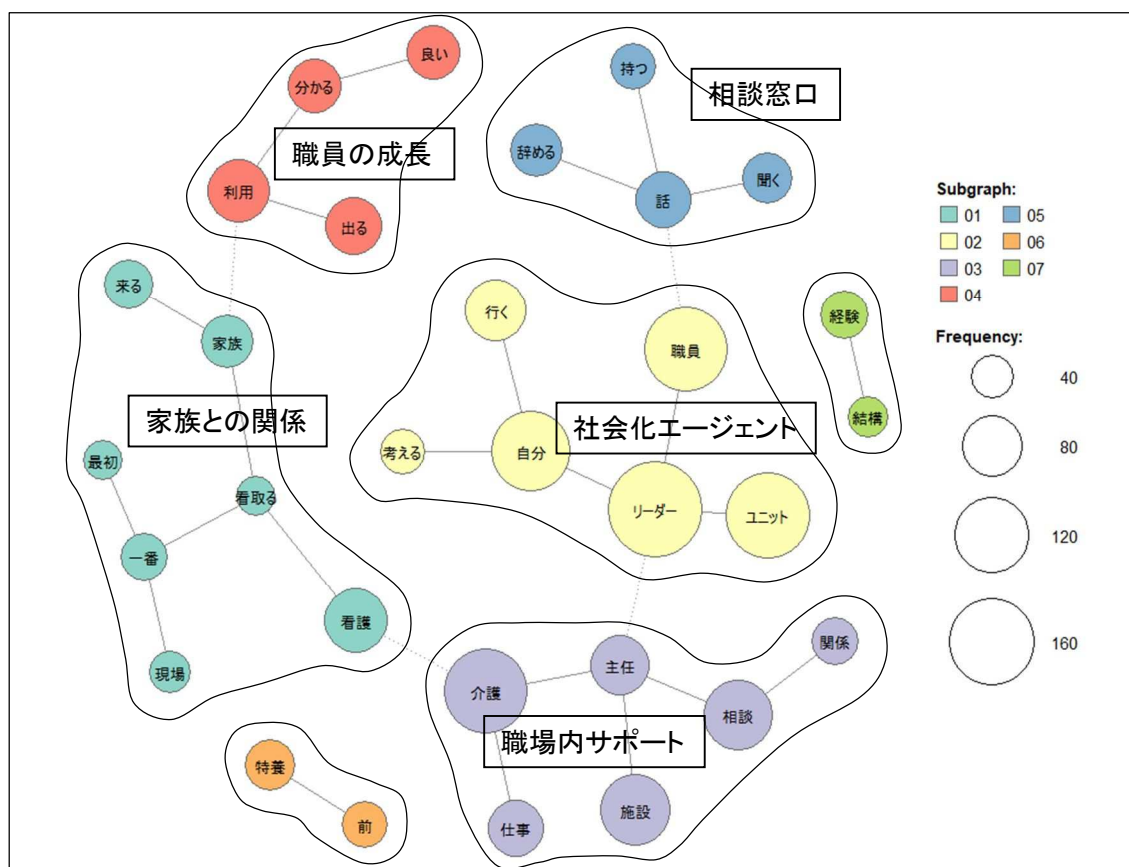 良い
分かる
職員の成長
利用
出る
持つ
相談窓口
辞める
聞く
話
来る
家族
家族との関係
最初
看取る
一番
看護
現場
行く
職員
社会化エージェント
考える
自分
リーダー
ユニット
経験
結構
主任
関係
介護
相談
職場内サポート
施設
仕事
特養
前
Subgraph:
01 05
02 06
03 07
04
Frequency:
40
80
120
160